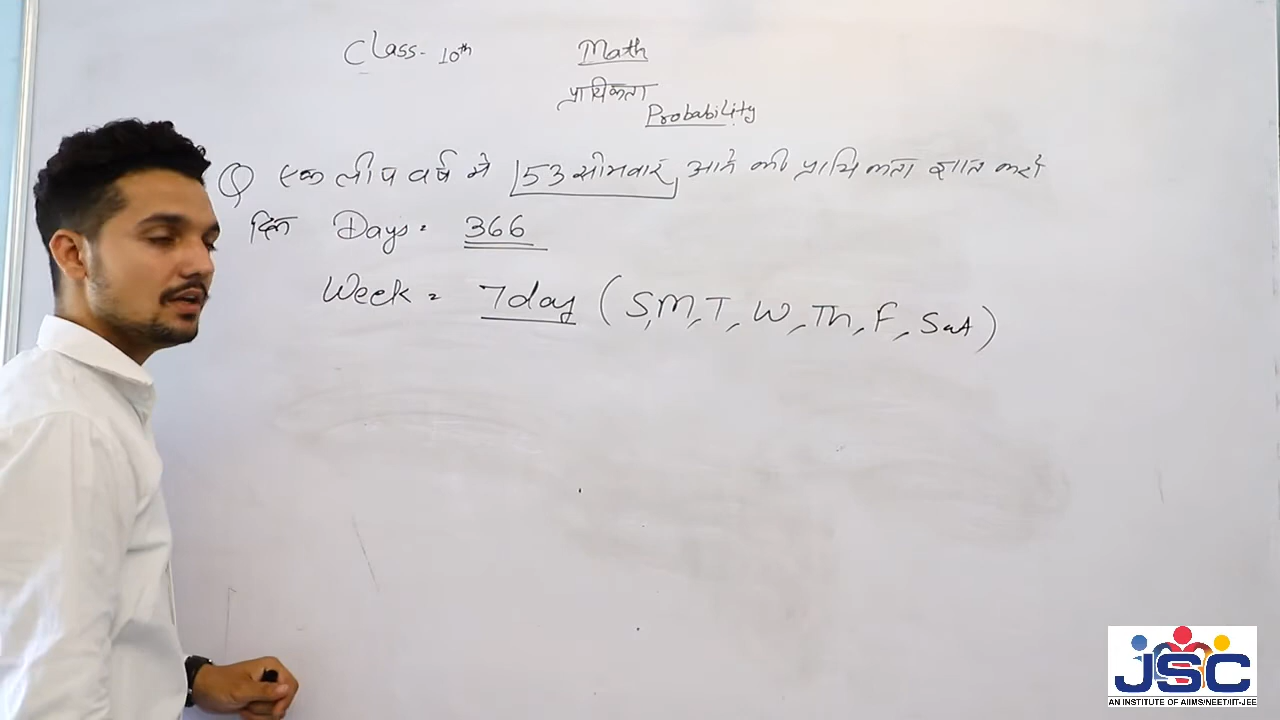 Class- 10th Math
प्रायिकता
Probability
Q एक लीप वर्ष मे 53 सोमवार आने की प्रायिकता ज्ञात करो
दिन Days = 366
Week = 7day (S, M, T, W, Th, F, Sat)
JSC
AN INSTITUTE OF AIIMS/NEET/IIT-JEE